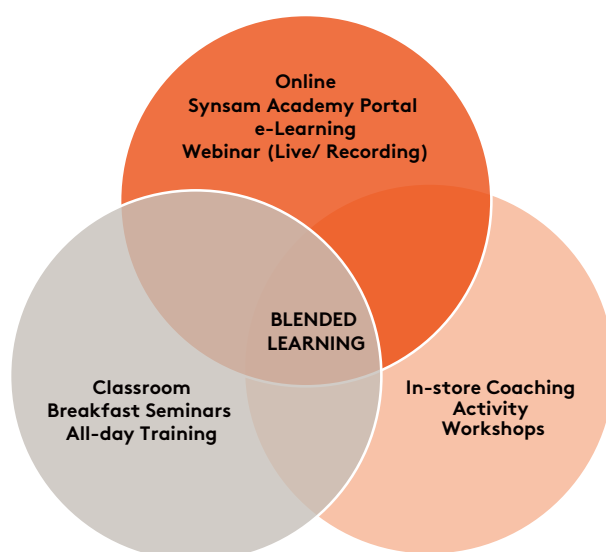 Online
Synsam Academy Portal
e-Learning
Webinar (Live/ Recording)
BLENDED
LEARNING
Classroom
Breakfast Seminars
All-day Training
In-store Coaching
Activity
Workshops